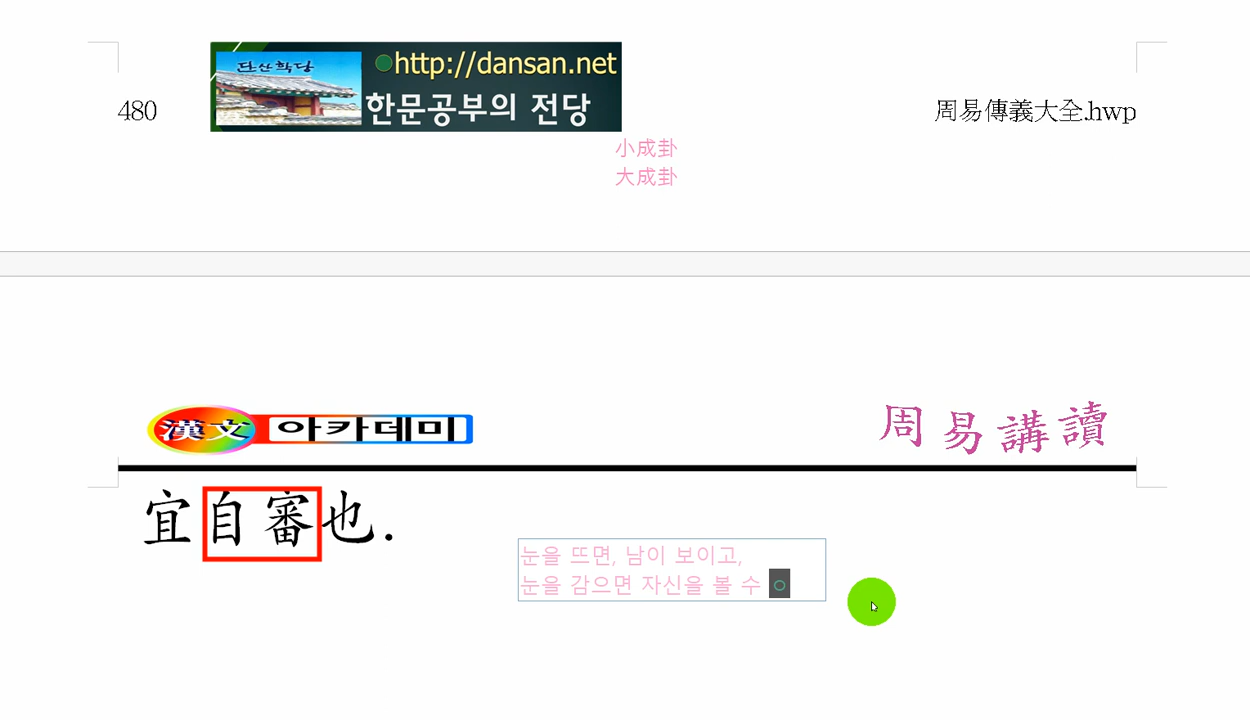 단산학당
http://dansan.net
한문공부의 전당
480
周易傳義大全.hwp
小成卦
大成卦
漢文 아카데미
周易講讀
宜自審也.
눈을 뜨면, 남이 보이고,
눈을 감으면 자신을 볼 수 ㅇ